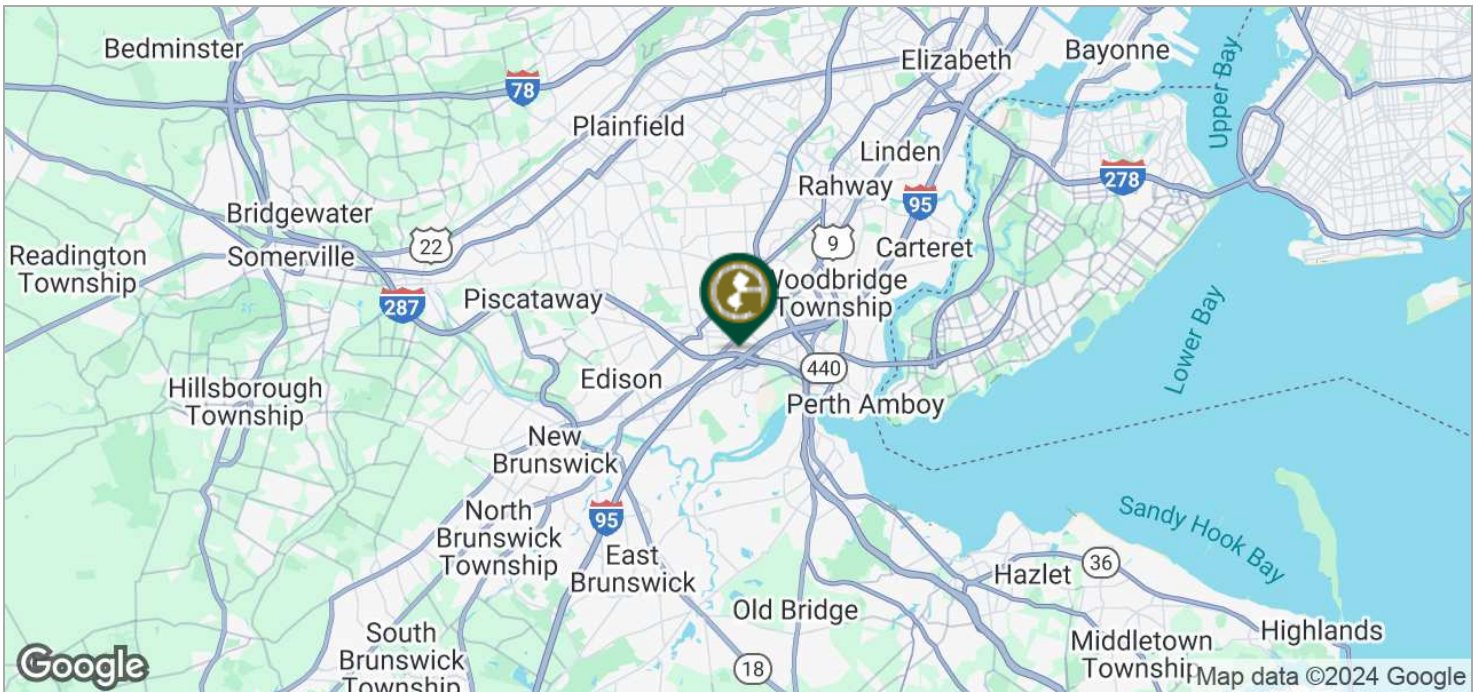 Bedminster
Elizabeth
Bayonne
Upper Bay
78
Plainfield
Linden
278
Rahway
95
Bridgewater
22
9
Carteret
Readington
Township
Somerville
287
Piscataway
Woodbridge
Township
Lower Bay
440
Edison
Hillsborough
Township
Perth Amboy
New
Brunswick
95
North
Brunswick
Township
Sandy Hook Bay
East
Brunswick
Hazlet
36
Old Bridge
South
Brunswick
Township
18
Middletown
Township
Highlands
Google
Map data ©2024 Google